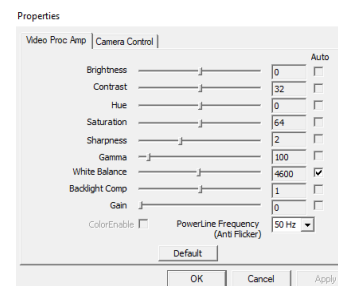 Properties
Video Proc Amp Camera Control
Auto
Brightness 0
Contrast 32
Hue 0
Saturation 64
Sharpness 2
Gamma 100
White Balance 4600
Backlight Comp 1
Gain 0
ColorEnable PowerLine Frequency 50 Hz
(Anti Flicker)
Default
OK Cancel Apply